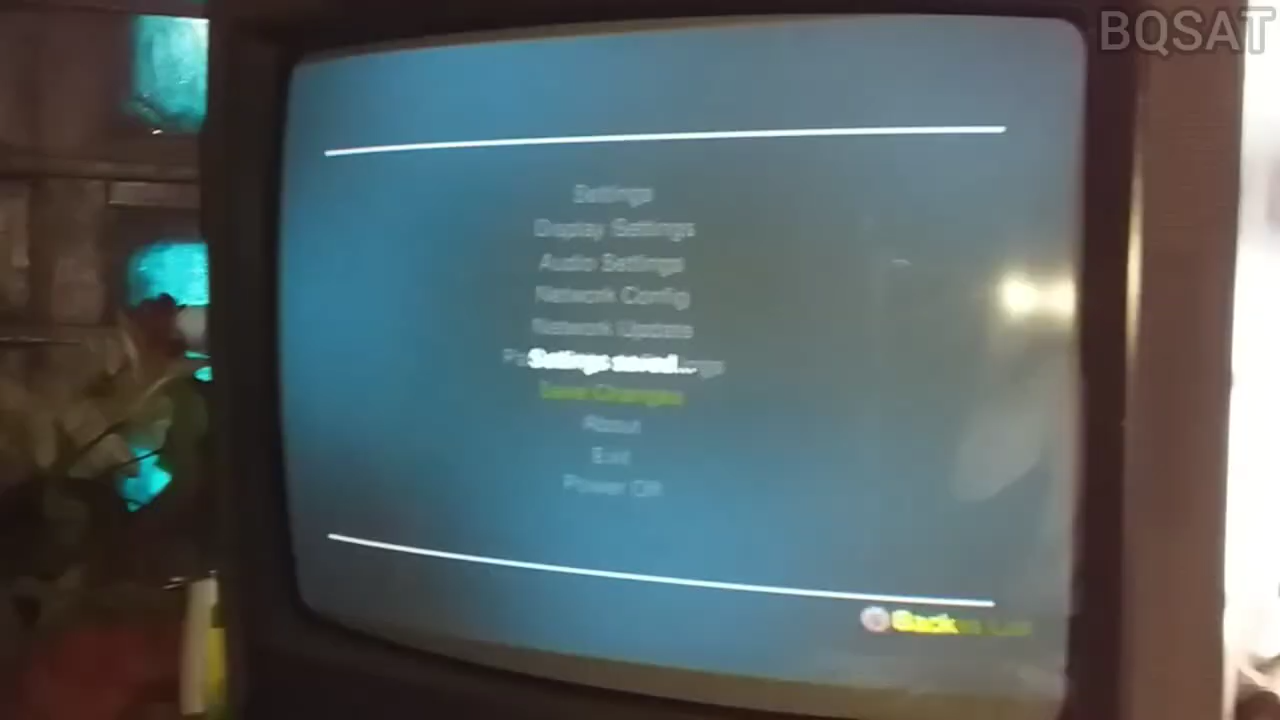 BQSAT
Settings
Display Settings
Audio Settings
Network Config
Network Update
Settings saved...
Save Changes
About
Exit
Power Off
Back